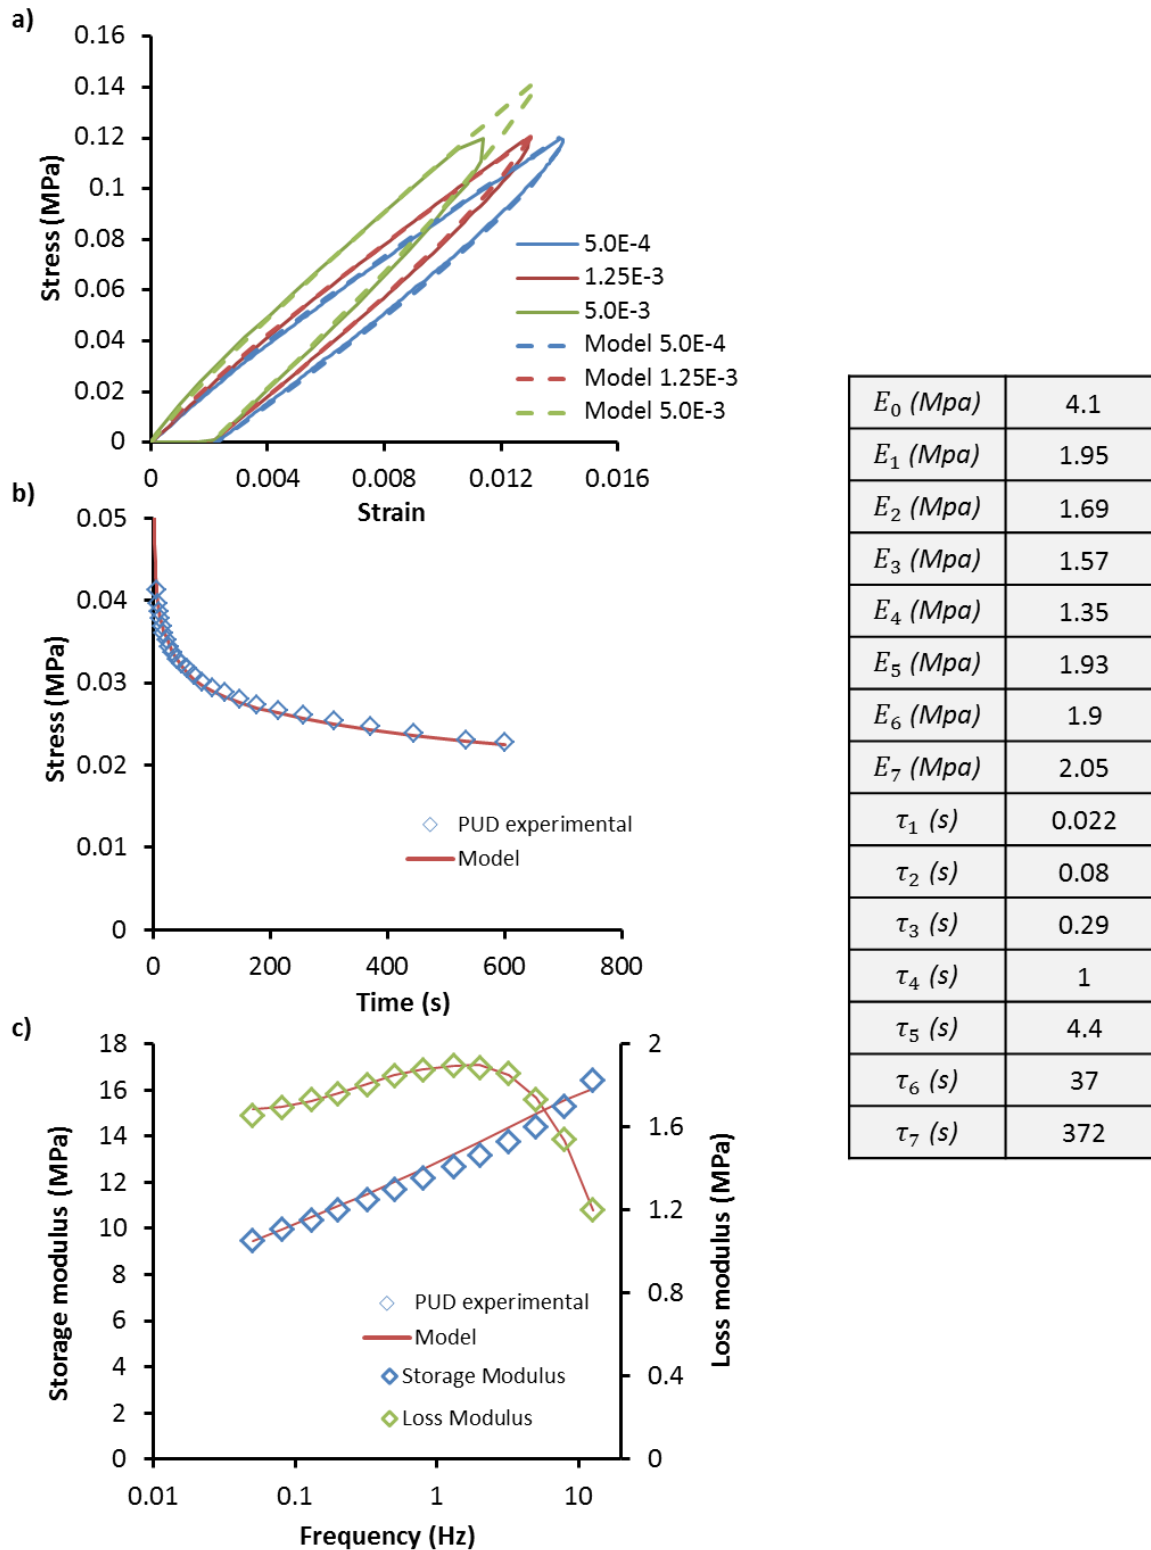 a)
0.16
0.14
0.12
0.1
0.08
0.06
0.04
0.02
0
Stress (MPa)
0
0.004
0.008
0.012
0.016
Strain
5.0E-4
1.25E-3
5.0E-3
Model 5.0E-4
Model 1.25E-3
Model 5.0E-3
b)
0.05
0.04
0.03
0.02
0.01
0
Stress (MPa)
0
200
400
600
800
Time (s)
PUD experimental
Model
c)
18
16
14
12
10
8
6
4
2
0
Storage modulus (MPa)
2
1.6
1.2
0.8
0.4
0
Loss modulus (MPa)
0.01
0.1
1
10
Frequency (Hz)
PUD experimental
Model
Storage Modulus
Loss Modulus
E₀ (Mpa) 4.1
E₁ (Mpa) 1.95
E₂ (Mpa) 1.69
E₃ (Mpa) 1.57
E₄ (Mpa) 1.35
E₅ (Mpa) 1.93
E₆ (Mpa) 1.9
E₇ (Mpa) 2.05
τ₁ (s) 0.022
τ₂ (s) 0.08
τ₃ (s) 0.29
τ₄ (s) 1
τ₅ (s) 4.4
τ₆ (s) 37
τ₇ (s) 372